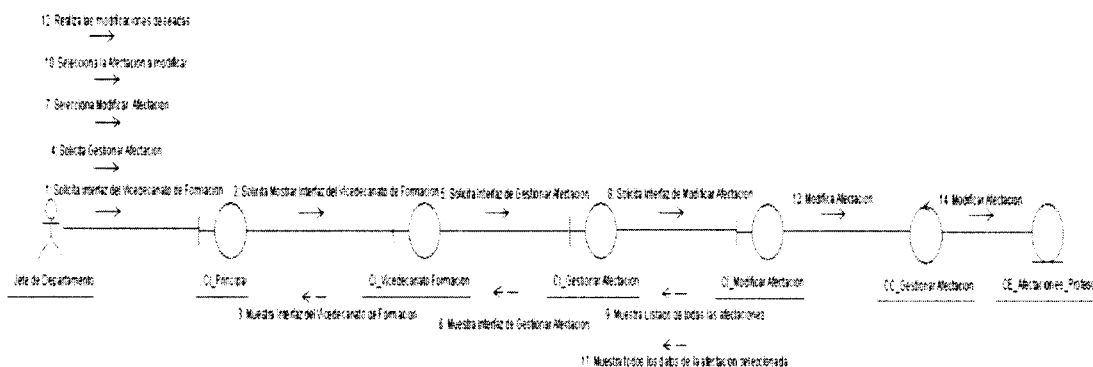 12: Realiza las modificaciones deseadas
10: Selecciona la Afectacion a modificar
7: Selecciona Modificar Afectacion
4: Solicita Gestionar Afectacion
1: Solicita Interfaz del Vicedecanato de Formacion
2: Solicita Mostrar Interfaz del Vicedecanato de Formacion
5: Solicita Interfaz de Gestionar Afectacion
8: Solicita Interfaz de Modificar Afectacion
13: Modifica Afectacion
14: Modificar Afectacion
Jefe de Departamento
CI_Principal
CI_Vicedecanato Formacion
CI_Gestionar Afectacion
CI_Modificar Afectacion
CC_Gestionar Afectacion
CE_Afectaciones_Profeso
3: Muestra Interfaz del Vicedecanato de Formacion
6: Muestra Interfaz de Gestionar Afectacion
9: Muestra Listado de todas las afectaciones
11: Muestra todos los datos de la afectacion seleccionada